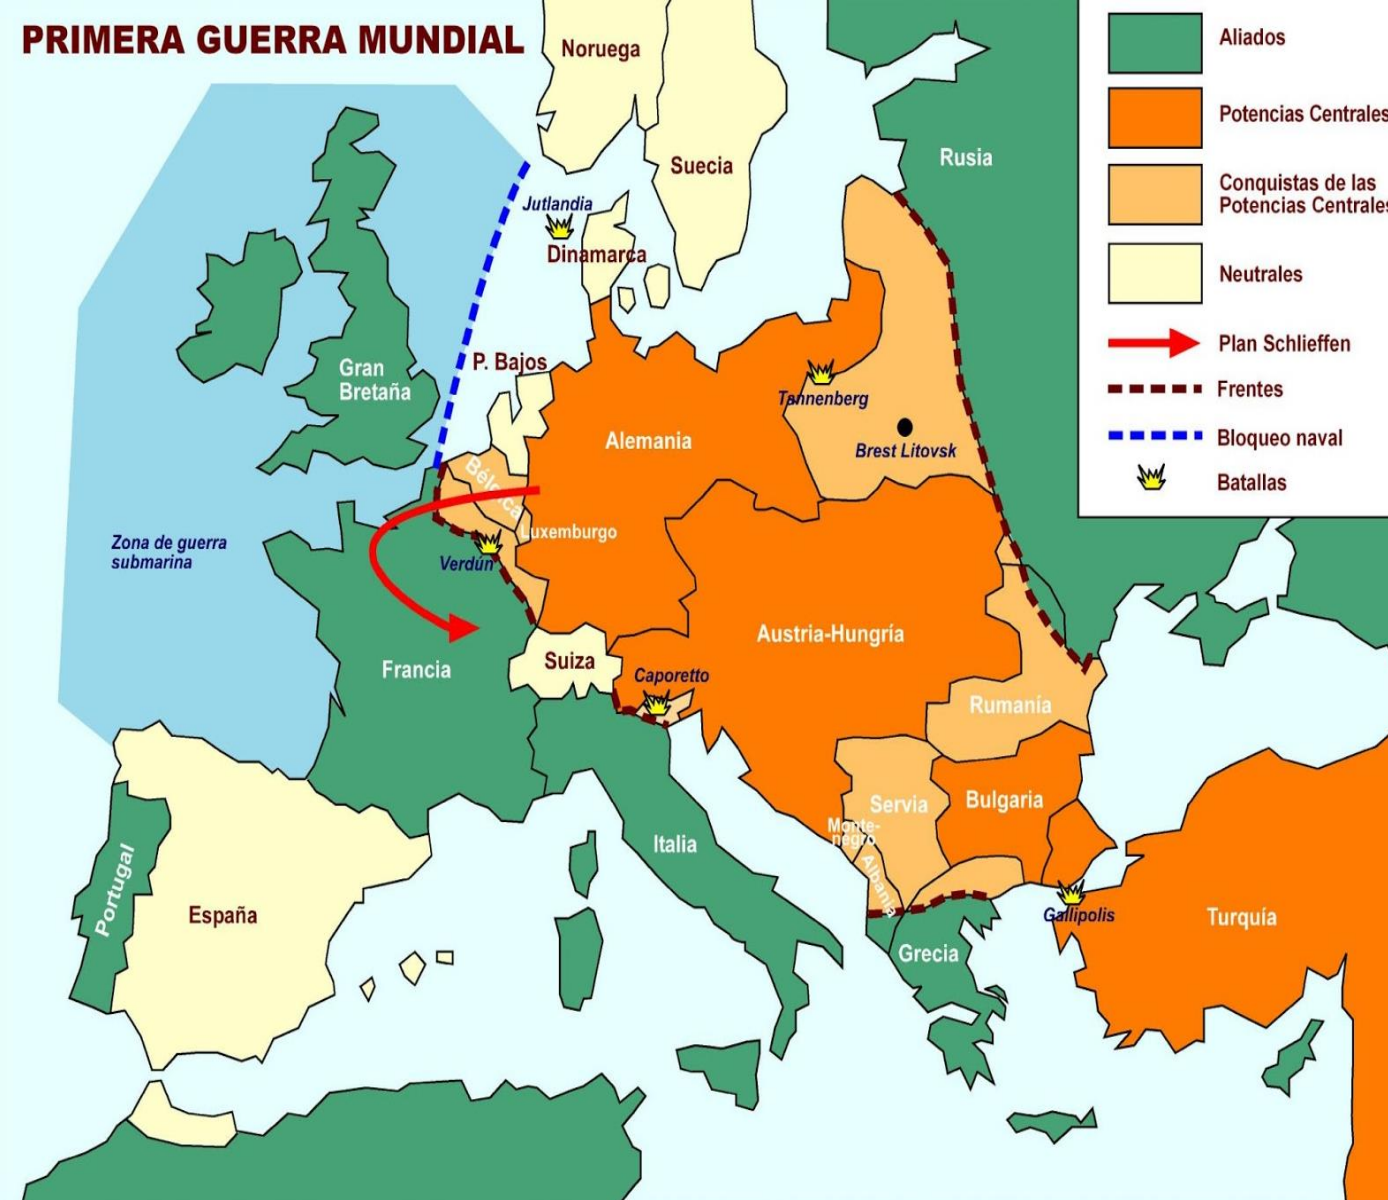 PRIMERA GUERRA MUNDIAL
Noruega
Suecia
Rusia
Jutlandia
Dinamarca
P. Bajos
Gran
Bretaña
Alemania
Tannenberg
Brest Litovsk
Bélgica
Luxemburgo
Verdún
Zona de guerra
submarina
Francia
Suiza
Austria-Hungría
Caporetto
Rumanía
Servia
Bulgaria
Monte-
negro
Albania
Italia
Portugal
España
Grecia
Gallipolis
Turquía
Aliados
Potencias Centrales
Conquistas de las
Potencias Centrales
Neutrales
Plan Schlieffen
Frentes
Bloqueo naval
Batallas